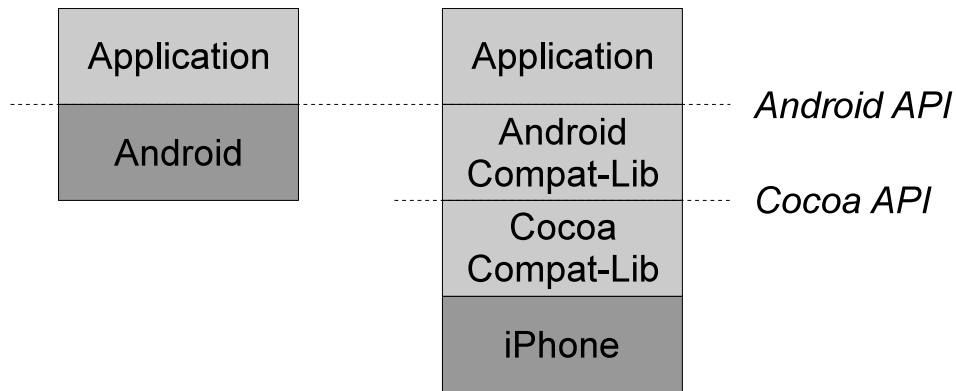 Application
Android
Application
Android
Compat-Lib
Cocoa
Compat-Lib
iPhone
Android API
Cocoa API